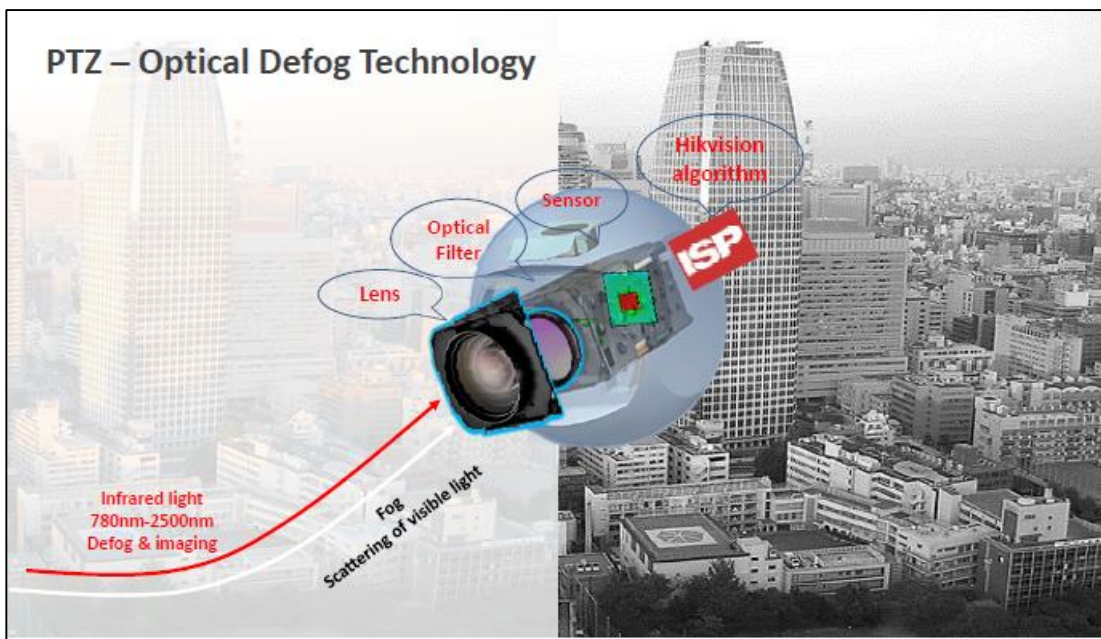 PTZ – Optical Defog Technology
Hikvision
algorithm
Sensor
Optical
Filter
ISP
Lens
Infrared light
780nm-2500nm
Defog & imaging
Fog
Scattering of visible light